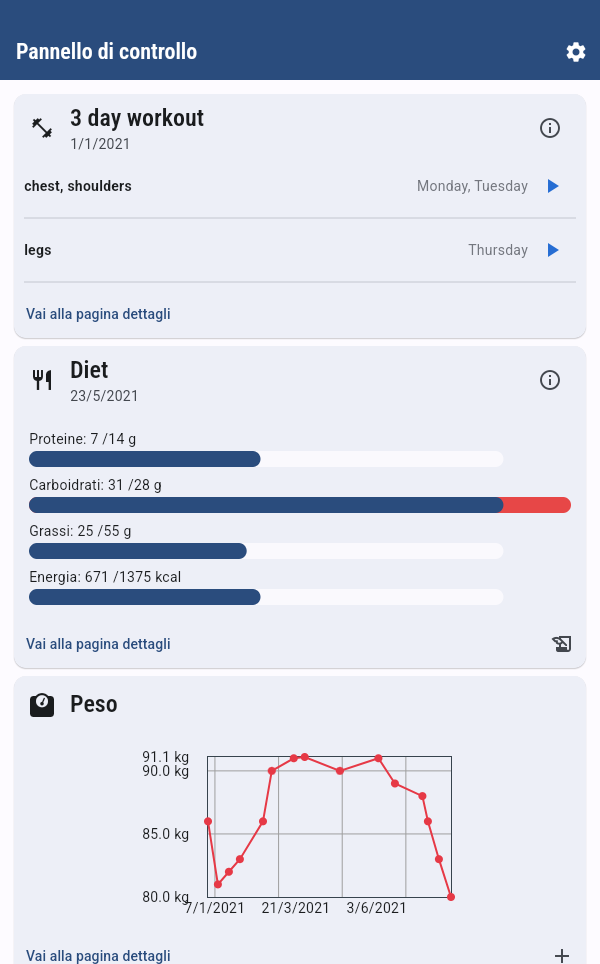 Pannello di controllo
3 day workout
1/1/2021
chest, shoulders Monday, Tuesday
legs Thursday
Vai alla pagina dettagli
Diet
23/5/2021
Proteine: 7 /14 g
Carboidrati: 31 /28 g
Grassi: 25 /55 g
Energia: 671 /1375 kcal
Vai alla pagina dettagli
Peso
91.1 kg
90.0 kg
85.0 kg
80.0 kg
7/1/2021 21/3/2021 3/6/2021
Vai alla pagina dettagli